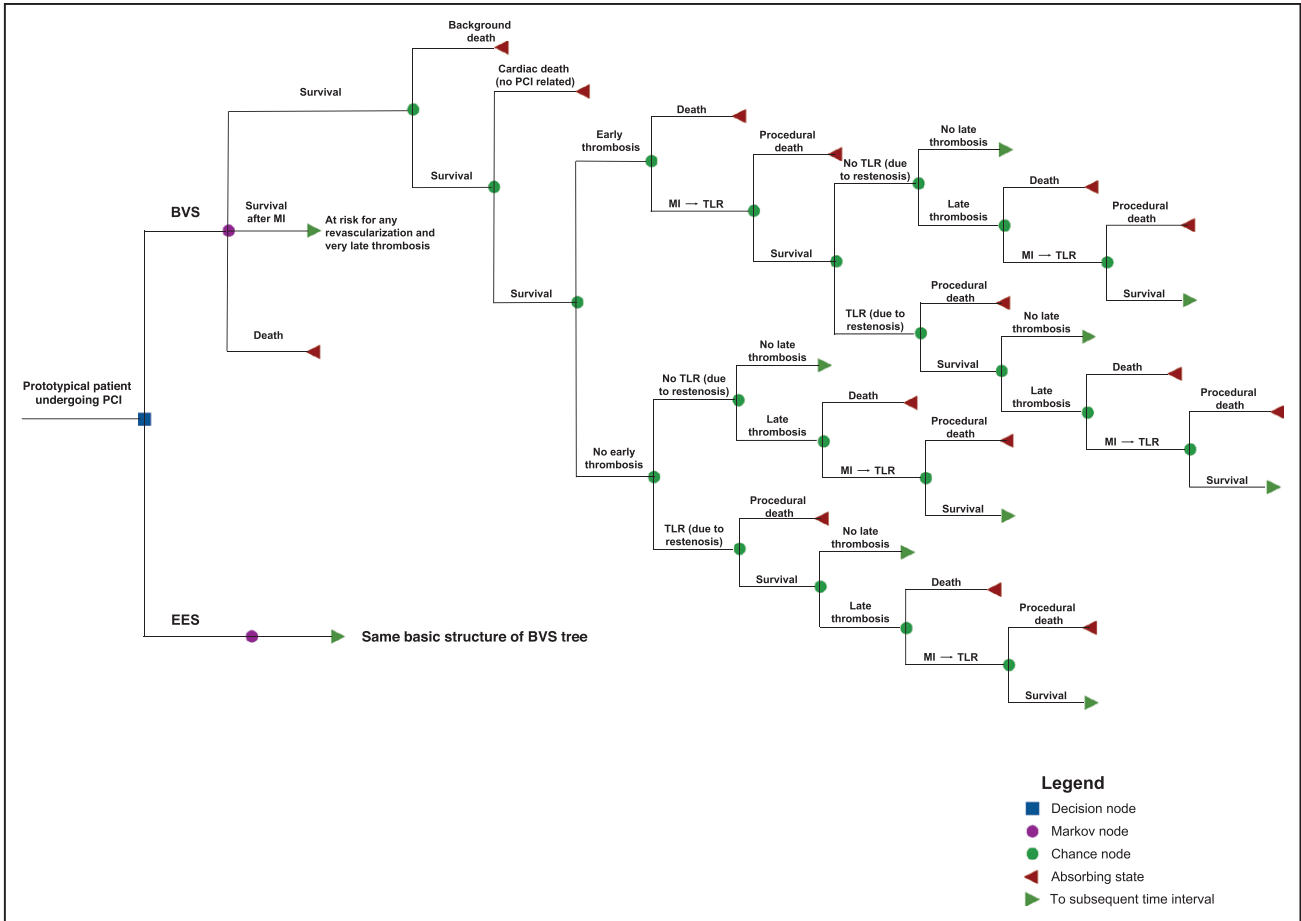 Background
death
Cardiac death
(no PCI related)
Survival
Death
Early
thrombosis
Procedural
death
No late
thrombosis
No TLR (due
to restenosis)
Survival
Death
MI → TLR
Late
thrombosis
Procedural
death
BVS
Survival
after MI
At risk for any
revascularization and
very late thrombosis
Survival
MI → TLR
Survival
Survival
Procedural
death
TLR (due to
restenosis)
No late
thrombosis
Death
No late
thrombosis
Survival
Death
Prototypical patient
undergoing PCI
No TLR (due
to restenosis)
Death
Late
thrombosis
Procedural
death
Late
thrombosis
Procedural
death
MI → TLR
No early
thrombosis
MI → TLR
Survival
Procedural
death
Survival
TLR (due to
restenosis)
No late
thrombosis
Survival
Death
Late
thrombosis
Procedural
death
EES
Same basic structure of BVS tree
MI → TLR
Survival
Legend
Decision node
Markov node
Chance node
Absorbing state
To subsequent time interval